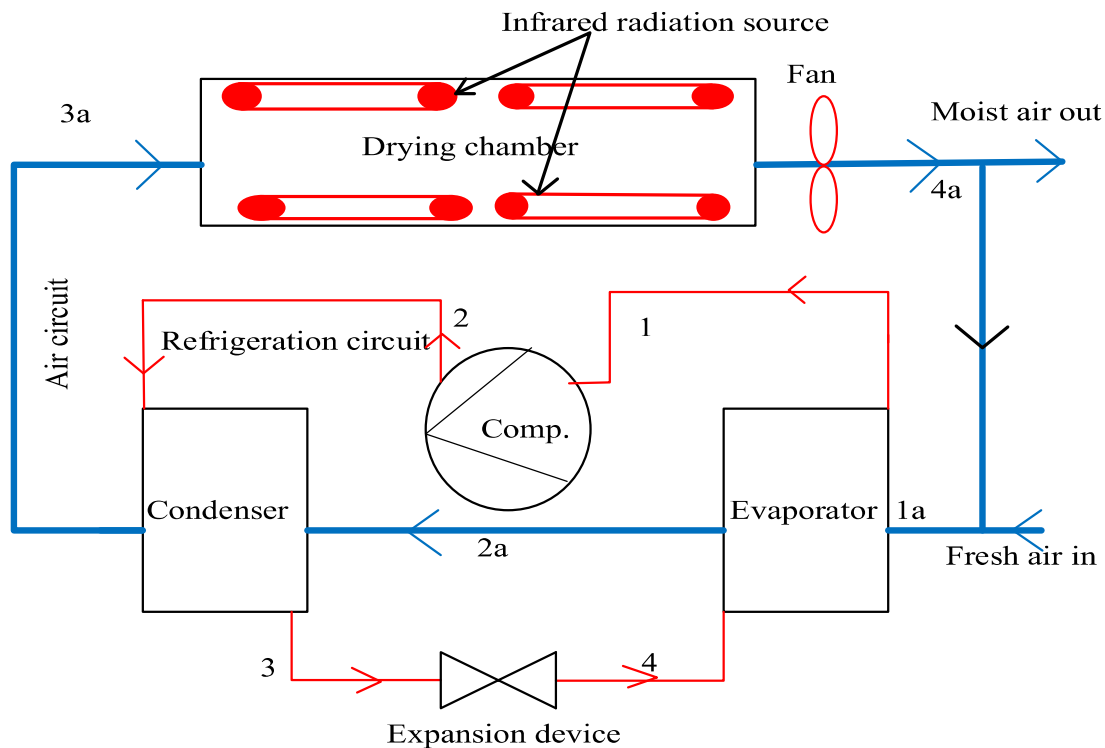 Infrared radiation source
Fan
3a
Moist air out
Drying chamber
4a
Air circuit
2
1
Refrigeration circuit
Comp.
Condenser
Evaporator
1a
2a
Fresh air in
3
4
Expansion device